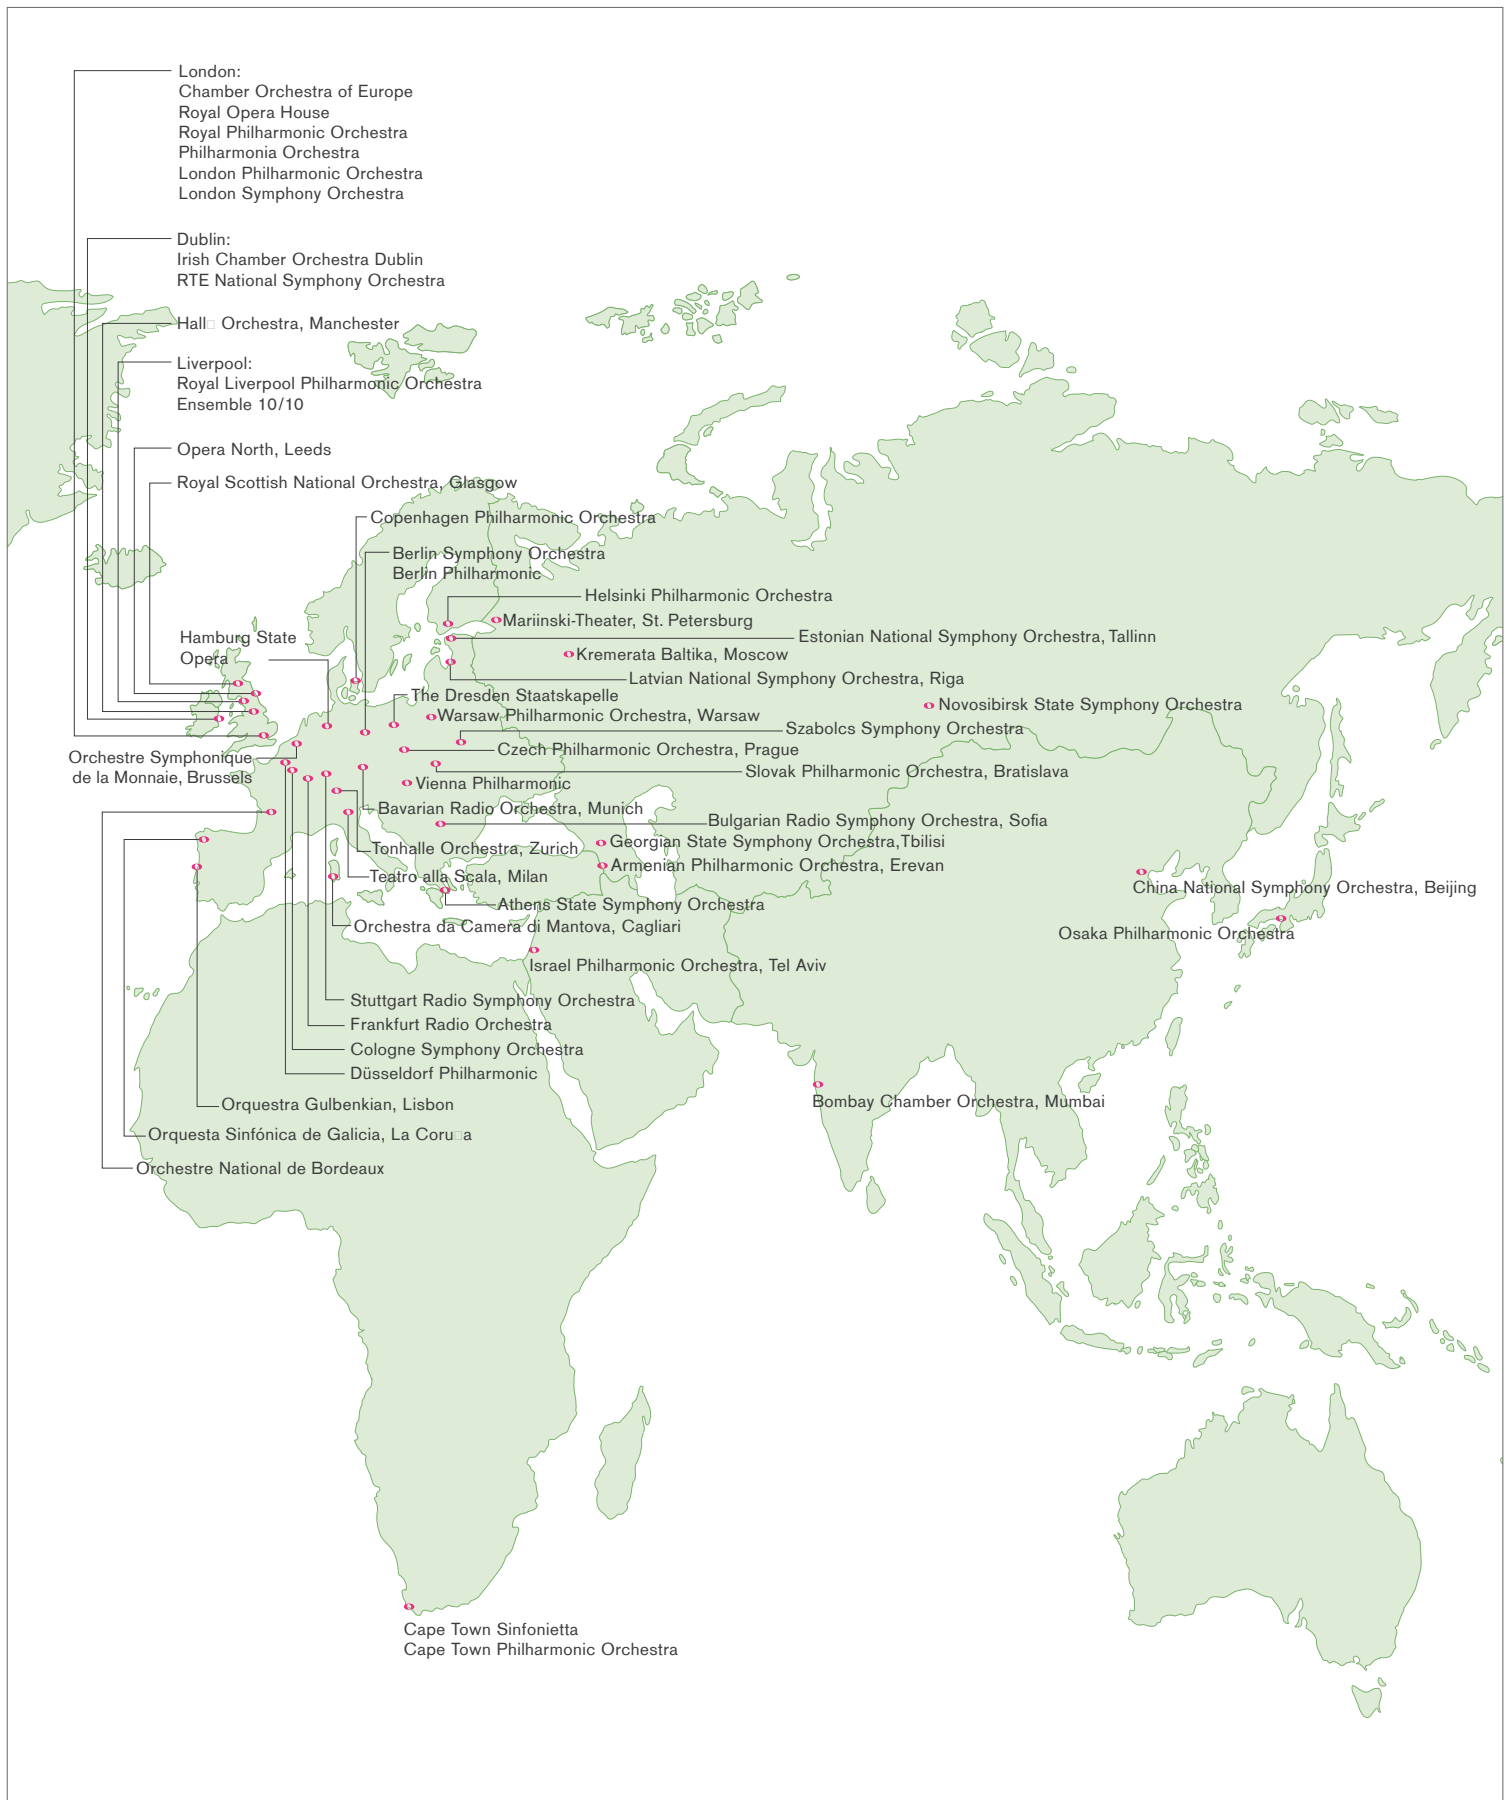 London:
Chamber Orchestra of Europe
Royal Opera House
Royal Philharmonic Orchestra
Philharmonia Orchestra
London Philharmonic Orchestra
London Symphony Orchestra
Dublin:
Irish Chamber Orchestra Dublin
RTE National Symphony Orchestra
Hall□ Orchestra, Manchester
Liverpool:
Royal Liverpool Philharmonic Orchestra
Ensemble 10/10
Opera North, Leeds
Royal Scottish National Orchestra, Glasgow
Copenhagen Philharmonic Orchestra
Berlin Symphony Orchestra
Berlin Philharmonic
Helsinki Philharmonic Orchestra
Mariinski-Theater, St. Petersburg
Hamburg State
Opera
Estonian National Symphony Orchestra, Tallinn
Kremerata Baltika, Moscow
Latvian National Symphony Orchestra, Riga
The Dresden Staatskapelle
Novosibirsk State Symphony Orchestra
Warsaw Philharmonic Orchestra, Warsaw
Szabolcs Symphony Orchestra
Czech Philharmonic Orchestra, Prague
Orchestre Symphonique
de la Monnaie, Brussels
Slovak Philharmonic Orchestra, Bratislava
Vienna Philharmonic
Bavarian Radio Orchestra, Munich
Bulgarian Radio Symphony Orchestra, Sofia
Georgian State Symphony Orchestra,Tbilisi
Tonhalle Orchestra, Zurich
Armenian Philharmonic Orchestra, Erevan
Teatro alla Scala, Milan
China National Symphony Orchestra, Beijing
Athens State Symphony Orchestra
Orchestra da Camera di Mantova, Cagliari
Osaka Philharmonic Orchestra
Israel Philharmonic Orchestra, Tel Aviv
Stuttgart Radio Symphony Orchestra
Frankfurt Radio Orchestra
Cologne Symphony Orchestra
Düsseldorf Philharmonic
Bombay Chamber Orchestra, Mumbai
Orquestra Gulbenkian, Lisbon
Orquesta Sinfónica de Galicia, La Coru□a
Orchestre National de Bordeaux
Cape Town Sinfonietta
Cape Town Philharmonic Orchestra